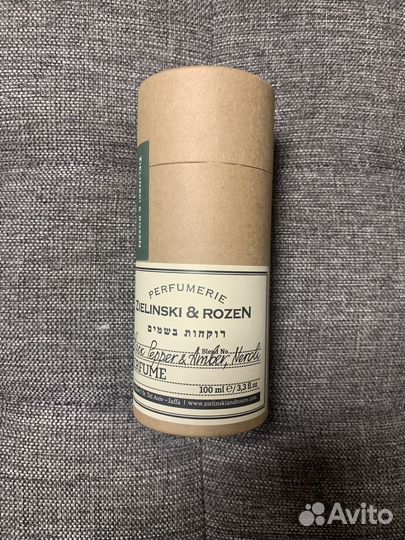 PERFUMERIE
ZIELINSKI & ROZEN
רוקחות בשמים
Blend No.
Pepper & Amber, Neroli
100 ml ℮/3,3 fl.oz
Tel Aviv – Jaffa | www.zielinskiandrozen.com
Avito